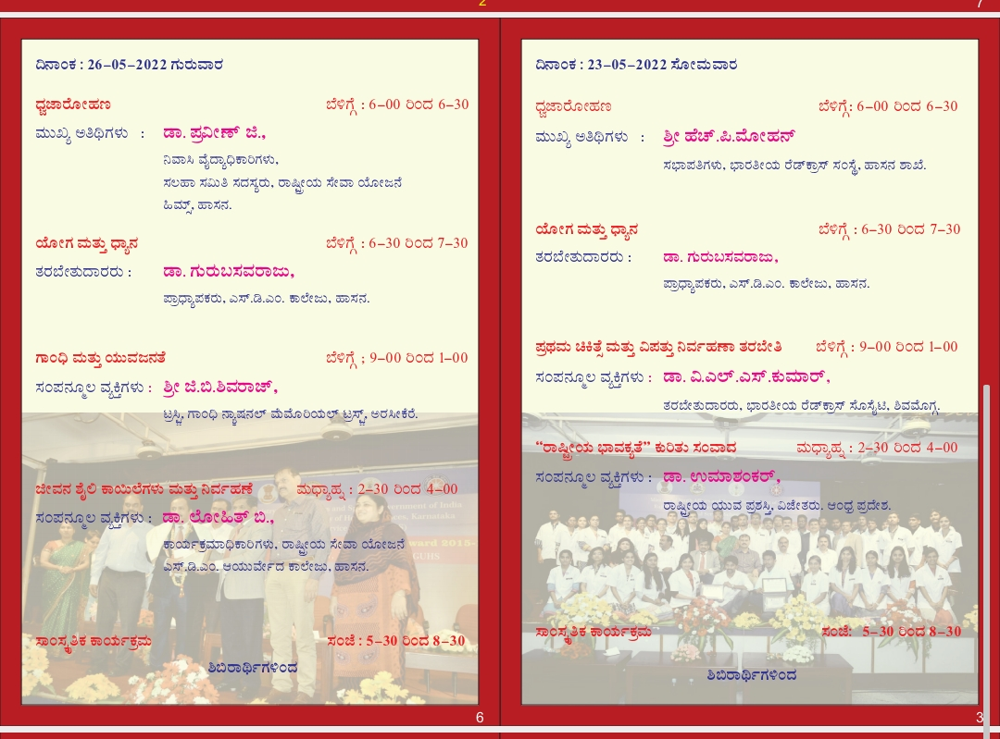 2
7
ದಿನಾಂಕ : 26-05-2022 ಗುರುವಾರ
ಧ್ವಜಾರೋಹಣ ಬೆಳಿಗ್ಗೆ : 6-00 ರಿಂದ 6-30
ಮುಖ್ಯ ಅತಿಥಿಗಳು : ಡಾ. ಪ್ರವೀಣ್ ಜಿ.,
ನಿವಾಸಿ ವೈದ್ಯಾಧಿಕಾರಿಗಳು,
ಸಲಹಾ ಸಮಿತಿ ಸದಸ್ಯರು, ರಾಷ್ಟ್ರೀಯ ಸೇವಾ ಯೋಜನೆ
ಹಿಮ್ಸ್, ಹಾಸನ.
ಯೋಗ ಮತ್ತು ಧ್ಯಾನ ಬೆಳಿಗ್ಗೆ : 6-30 ರಿಂದ 7-30
ತರಬೇತುದಾರರು : ಡಾ. ಗುರುಬಸವರಾಜು,
ಪ್ರಾಧ್ಯಾಪಕರು, ಎಸ್.ಡಿ.ಎಂ. ಕಾಲೇಜು, ಹಾಸನ.
ಗಾಂಧಿ ಮತ್ತು ಯುವಜನತೆ ಬೆಳಿಗ್ಗೆ ; 9-00 ರಿಂದ 1-00
ಸಂಪನ್ಮೂಲ ವ್ಯಕ್ತಿಗಳು : ಶ್ರೀ ಜಿ.ಬಿ.ಶಿವರಾಜ್,
ಟ್ರಸ್ಟಿ, ಗಾಂಧಿ ನ್ಯಾಷನಲ್ ಮೆಮೊರಿಯಲ್ ಟ್ರಸ್ಟ್, ಅರಸೀಕೆರೆ.
ಜೀವನ ಶೈಲಿ ಕಾಯಿಲೆಗಳು ಮತ್ತು ನಿರ್ವಹಣೆ ಮಧ್ಯಾಹ್ನ : 2-30 ರಿಂದ 4-00
ಸಂಪನ್ಮೂಲ ವ್ಯಕ್ತಿಗಳು : ಡಾ. ಲೋಹಿತ್ ಬಿ.,
ಕಾರ್ಯಕ್ರಮಾಧಿಕಾರಿಗಳು, ರಾಷ್ಟ್ರೀಯ ಸೇವಾ ಯೋಜನೆ
ಎಸ್.ಡಿ.ಎಂ. ಆಯುರ್ವೇದ ಕಾಲೇಜು, ಹಾಸನ.
ಸಾಂಸ್ಕೃತಿಕ ಕಾರ್ಯಕ್ರಮ ಸಂಜೆ : 5-30 ರಿಂದ 8-30
ಶಿಬಿರಾರ್ಥಿಗಳಿಂದ
6
ದಿನಾಂಕ : 23-05-2022 ಸೋಮವಾರ
ಧ್ವಜಾರೋಹಣ ಬೆಳಿಗ್ಗೆ: 6-00 ರಿಂದ 6-30
ಮುಖ್ಯ ಅತಿಥಿಗಳು : ಶ್ರೀ ಹೆಚ್.ಪಿ.ಮೋಹನ್
ಸಭಾಪತಿಗಳು, ಭಾರತೀಯ ರೆಡ್‌ಕ್ರಾಸ್ ಸಂಸ್ಥೆ, ಹಾಸನ ಶಾಖೆ.
ಯೋಗ ಮತ್ತು ಧ್ಯಾನ ಬೆಳಿಗ್ಗೆ : 6-30 ರಿಂದ 7-30
ತರಬೇತುದಾರರು : ಡಾ. ಗುರುಬಸವರಾಜು,
ಪ್ರಾಧ್ಯಾಪಕರು, ಎಸ್.ಡಿ.ಎಂ. ಕಾಲೇಜು, ಹಾಸನ.
ಪ್ರಥಮ ಚಿಕಿತ್ಸೆ ಮತ್ತು ವಿಪತ್ತು ನಿರ್ವಹಣಾ ತರಬೇತಿ ಬೆಳಿಗ್ಗೆ : 9-00 ರಿಂದ 1-00
ಸಂಪನ್ಮೂಲ ವ್ಯಕ್ತಿಗಳು : ಡಾ. ವಿ.ಎಲ್.ಎಸ್.ಕುಮಾರ್,
ತರಬೇತುದಾರರು, ಭಾರತೀಯ ರೆಡ್‌ಕ್ರಾಸ್ ಸೊಸೈಟಿ, ಶಿವಮೊಗ್ಗ.
“ರಾಷ್ಟ್ರೀಯ ಭಾವಕ್ಯತೆ” ಕುರಿತು ಸಂವಾದ ಮಧ್ಯಾಹ್ನ : 2-30 ರಿಂದ 4-00
ಸಂಪನ್ಮೂಲ ವ್ಯಕ್ತಿಗಳು : ಡಾ. ಉಮಾಶಂಕರ್,
ರಾಷ್ಟ್ರೀಯ ಯುವ ಪ್ರಶಸ್ತಿ, ವಿಜೇತರು. ಆಂಧ್ರ ಪ್ರದೇಶ.
ಸಾಂಸ್ಕೃತಿಕ ಕಾರ್ಯಕ್ರಮ ಸಂಜೆ: 5-30 ರಿಂದ 8-30
ಶಿಬಿರಾರ್ಥಿಗಳಿಂದ
3